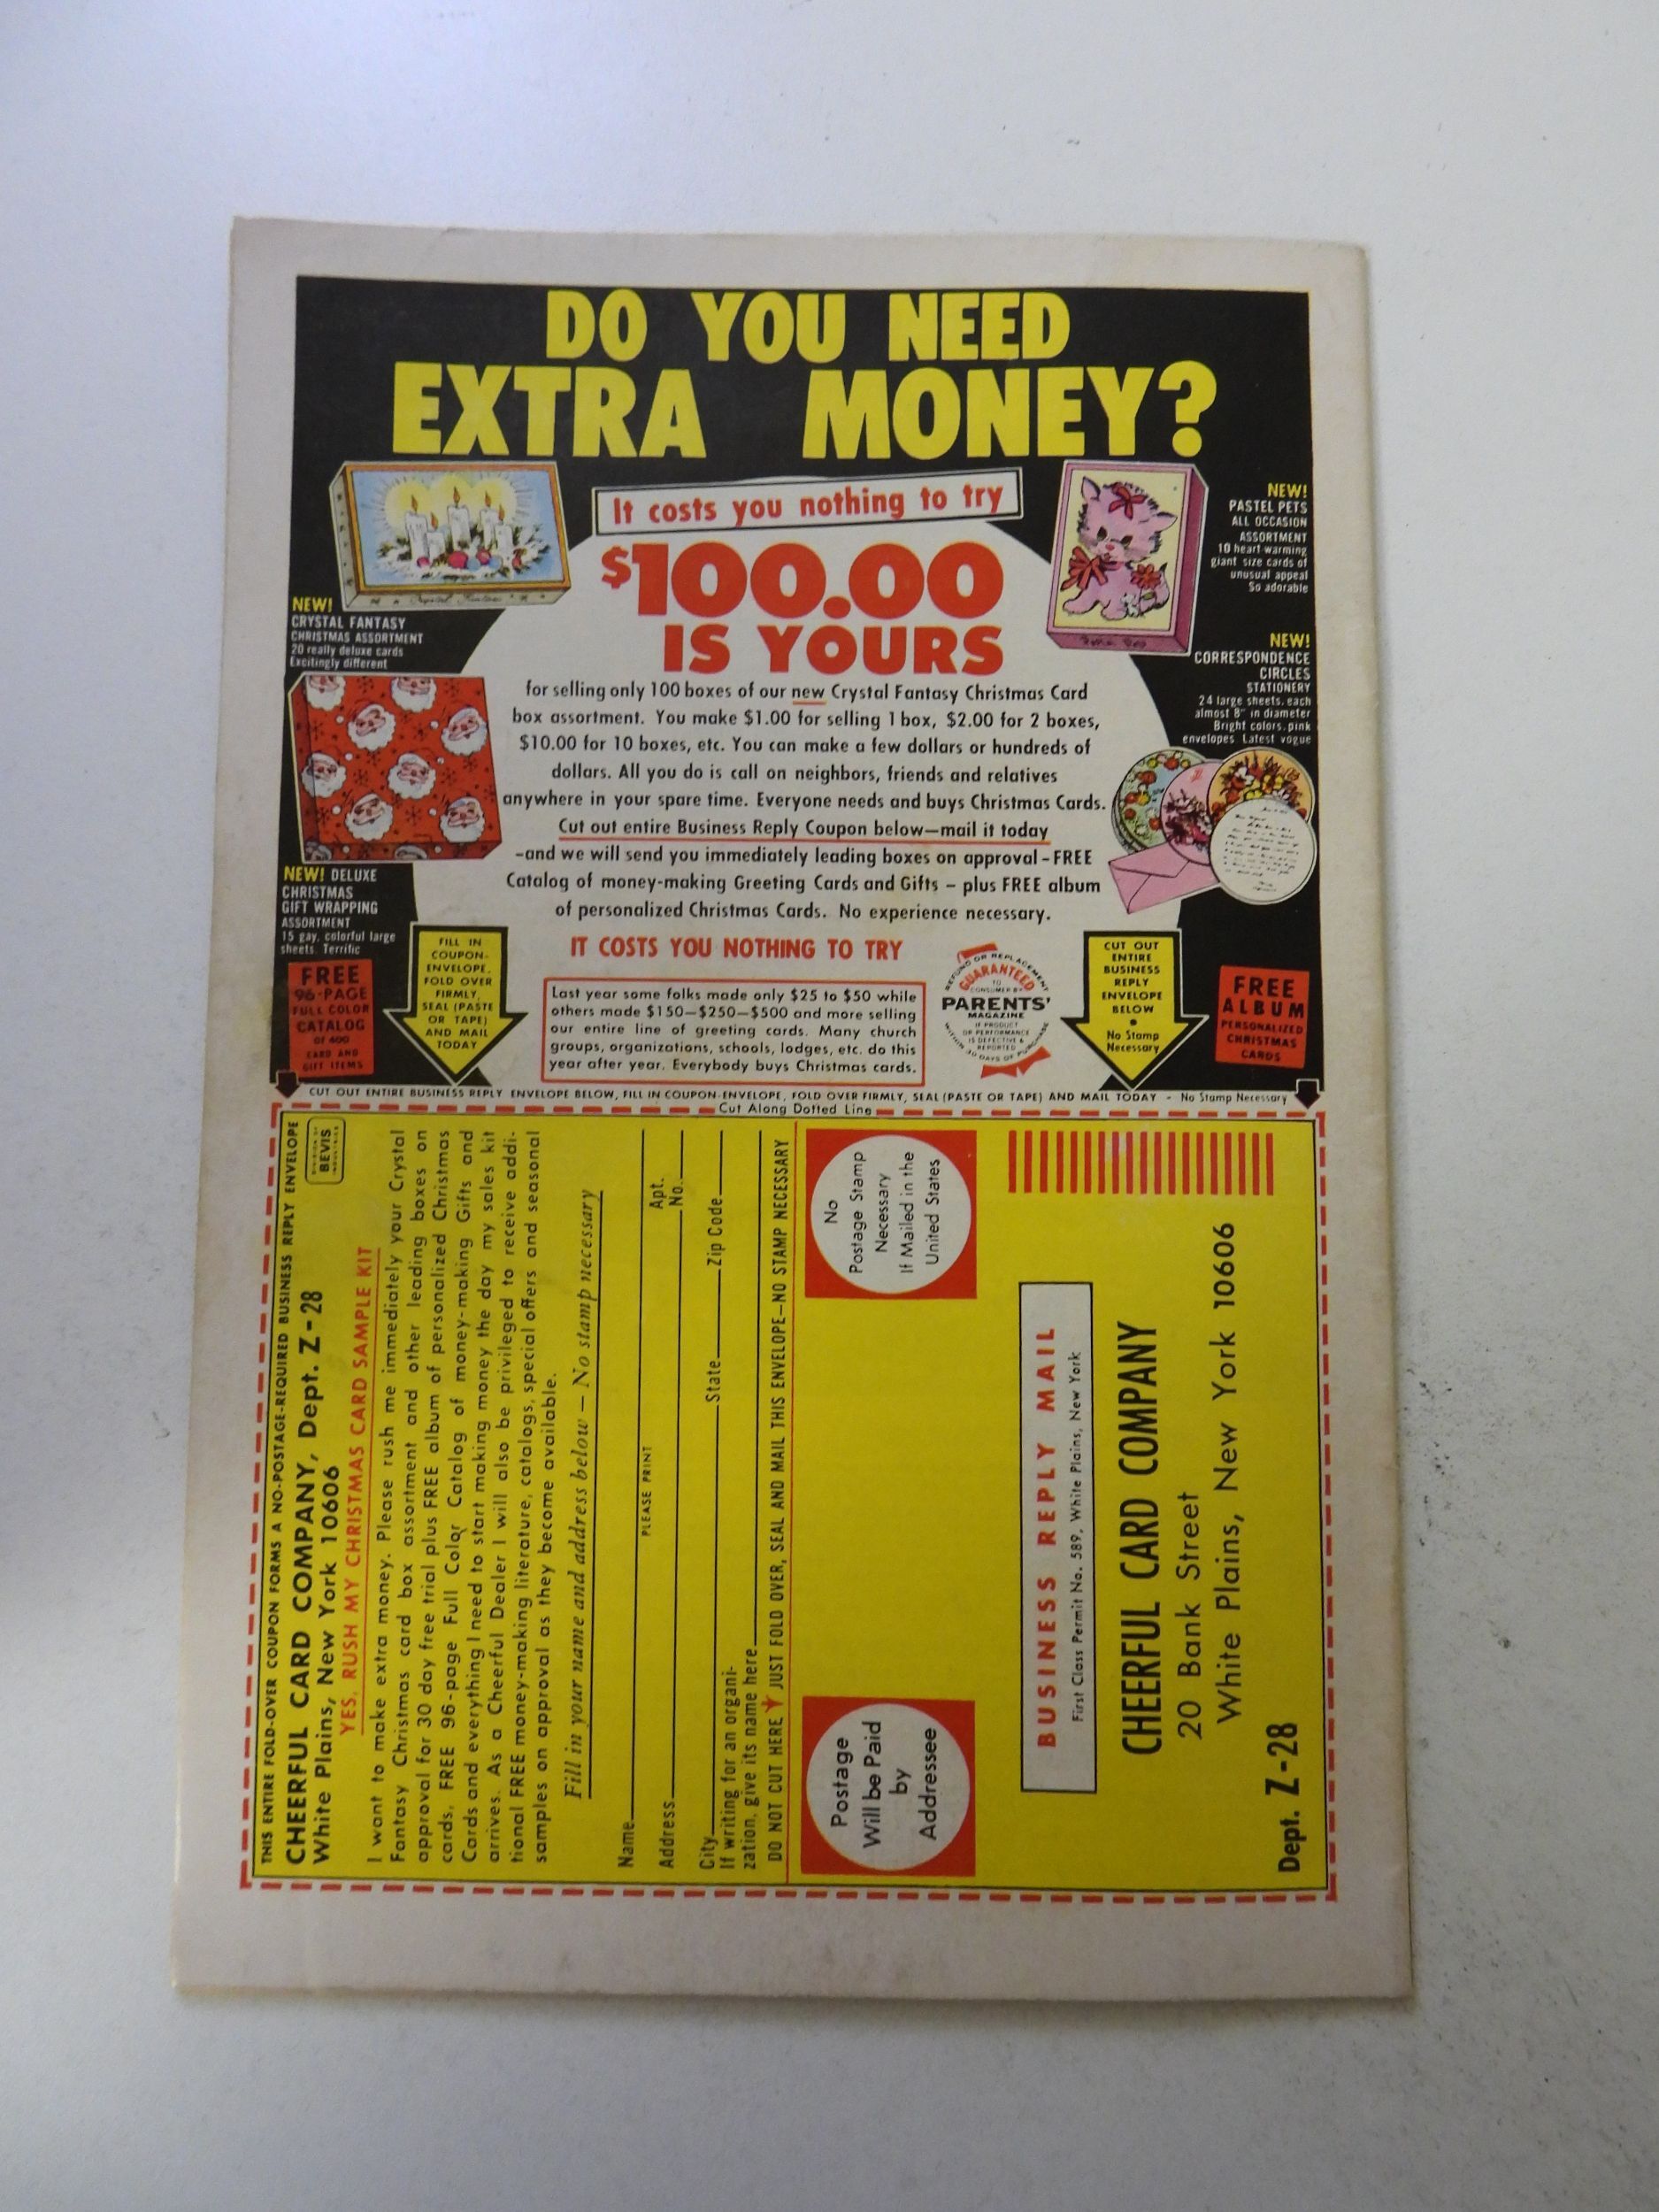 DO YOU NEED
EXTRA MONEY?
It costs you nothing to try
$100.00
IS YOURS
NEW!
CRYSTAL FANTASY
CHRISTMAS ASSORTMENT
20 really deluxe cards
Excitingly different
NEW!
PASTEL PETS
ALL OCCASION
ASSORTMENT
10 heart-warming
giant size cards of
unusual appeal
So adorable
NEW!
CORRESPONDENCE
CIRCLES
STATIONERY
24 large sheets, each
almost 8" in diameter
Bright colors, pink
envelopes Latest vogue
for selling only 100 boxes of our new Crystal Fantasy Christmas Card
box assortment. You make $1.00 for selling 1 box, $2.00 for 2 boxes,
$10.00 for 10 boxes, etc. You can make a few dollars or hundreds of
dollars. All you do is call on neighbors, friends and relatives
anywhere in your spare time. Everyone needs and buys Christmas Cards.
Cut out entire Business Reply Coupon below—mail it today
-and we will send you immediately leading boxes on approval - FREE
Catalog of money-making Greeting Cards and Gifts - plus FREE album
of personalized Christmas Cards. No experience necessary.
NEW! DELUXE
CHRISTMAS
GIFT WRAPPING
ASSORTMENT
15 gay, colorful large
sheets. Terrific
FREE
96-PAGE
FULL COLOR
CATALOG
OF 400
CARD AND
GIFT ITEMS
FILL IN
COUPON-
ENVELOPE,
FOLD OVER
FIRMLY,
SEAL (PASTE
OR TAPE)
AND MAIL
TODAY
IT COSTS YOU NOTHING TO TRY
Last year some folks made only $25 to $50 while
others made $150—$250—$500 and more selling
our entire line of greeting cards. Many church
groups, organizations, schools, lodges, etc. do this
year after year. Everybody buys Christmas cards.
REFUND OR REPLACEMENT
GUARANTEED
TO
CONSUMER BY
PARENTS'
MAGAZINE
IF PRODUCT
OR PERFORMANCE
IS DEFECTIVE &
REPORTED
WITHIN 30 DAYS OF PURCHASE
CUT OUT
ENTIRE
BUSINESS
REPLY
ENVELOPE
BELOW
•
No Stamp
Necessary
FREE
ALBUM
PERSONALIZED
CHRISTMAS
CARDS
CUT OUT ENTIRE BUSINESS REPLY ENVELOPE BELOW, FILL IN COUPON-ENVELOPE, FOLD OVER FIRMLY, SEAL (PASTE OR TAPE) AND MAIL TODAY - No Stamp Necessary
Cut Along Dotted Line
THIS ENTIRE FOLD-OVER COUPON FORMS A NO-POSTAGE-REQUIRED BUSINESS REPLY ENVELOPE
CHEERFUL CARD COMPANY, Dept. Z-28
White Plains, New York 10606
DIVISION OF
BEVIS
INDUSTRIES
YES, RUSH MY CHRISTMAS CARD SAMPLE KIT
I want to make extra money. Please rush me immediately your Crystal
Fantasy Christmas card box assortment and other leading boxes on
approval for 30 day free trial plus FREE album of personalized Christmas
cards, FREE 96-page Full Color Catalog of money-making Gifts and
Cards and everything I need to start making money the day my sales kit
arrives. As a Cheerful Dealer I will also be privileged to receive addi-
tional FREE money-making literature, catalogs, special offers and seasonal
samples on approval as they become available.
Fill in your name and address below — No stamp necessary
Name
PLEASE PRINT
Address Apt. No.
City State Zip Code
If writing for an organi-
zation, give its name here
DO NOT CUT HERE JUST FOLD OVER, SEAL AND MAIL THIS ENVELOPE—NO STAMP NECESSARY
Postage
Will be Paid
by
Addressee
No
Postage Stamp
Necessary
If Mailed in the
United States
BUSINESS REPLY MAIL
First Class Permit No. 589, White Plains, New York
CHEERFUL CARD COMPANY
20 Bank Street
White Plains, New York 10606
Dept. Z-28